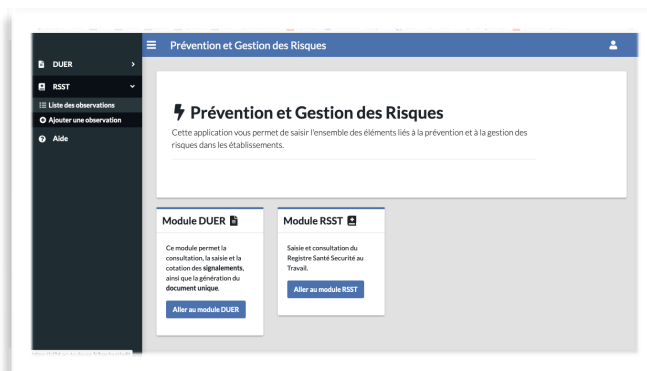 Prévention et Gestion des Risques
DUER
RSST
Liste des observations
Ajouter une observation
Aide
Prévention et Gestion des Risques
Cette application vous permet de saisir l'ensemble des éléments liés à la prévention et à la gestion des
risques dans les établissements.
Module DUER
Ce module permet la
consultation, la saisie et la
cotation des signalements,
ainsi que la génération du
document unique.
Aller au module DUER
Module RSST
Saisie et consultation du
Registre Santé Securité au
Travail.
Aller au module RSST